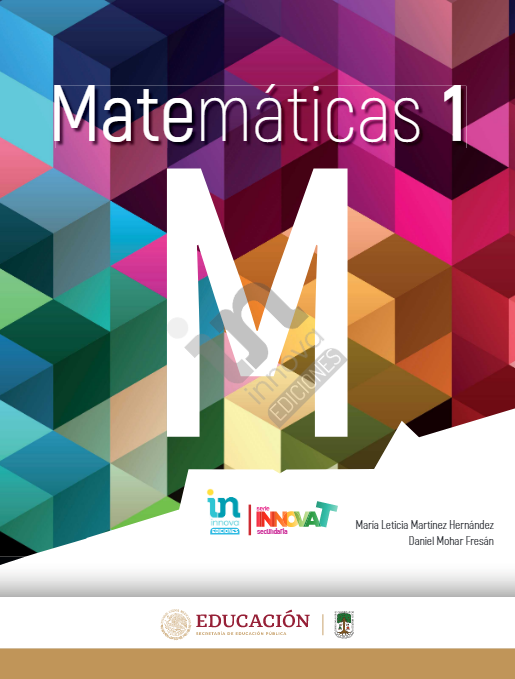 Matemáticas 1
M
in
innova
EDICIONES
in
innova
EDICIONES
serie
INNOVAT
secundaria
María Leticia Martínez Hernández
Daniel Mohar Fresán
EDUCACIÓN
SECRETARÍA DE EDUCACIÓN PÚBLICA